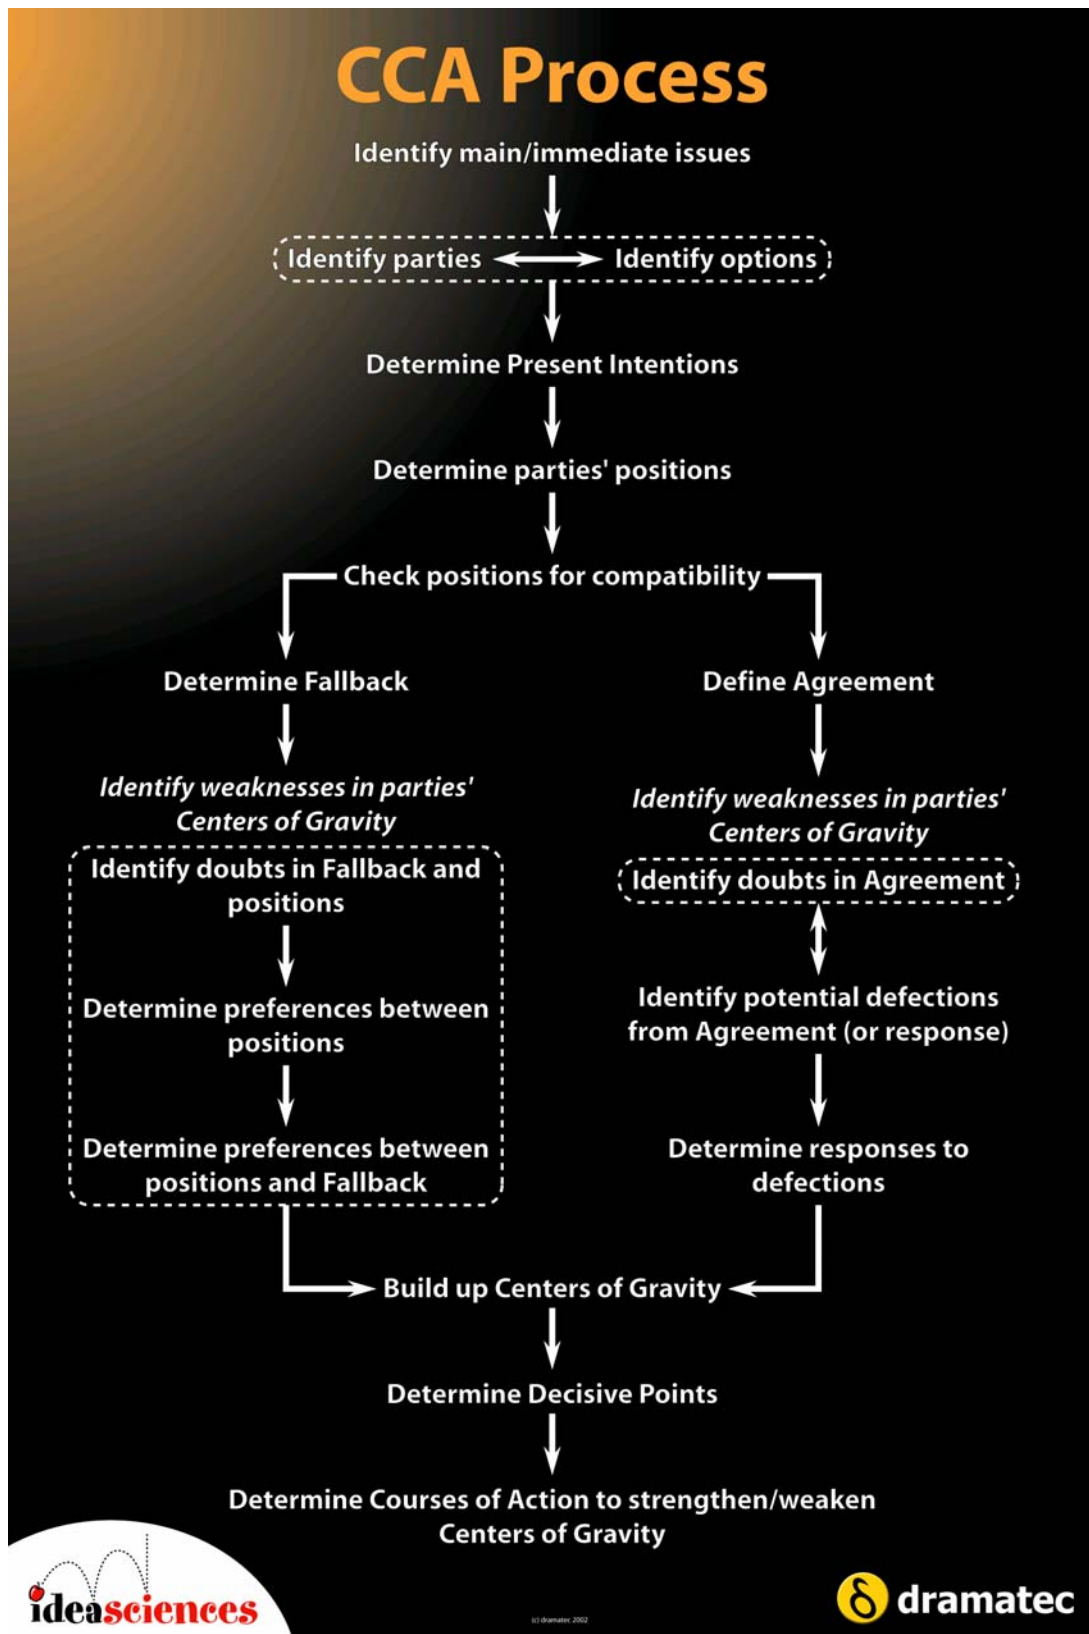 CCA Process
Identify main/immediate issues
Identify parties
Identify options
Determine Present Intentions
Determine parties' positions
Check positions for compatibility
Determine Fallback
Define Agreement
Identify weaknesses in parties'
Centers of Gravity
Identify doubts in Fallback and
positions
Determine preferences between
positions
Determine preferences between
positions and Fallback
Identify weaknesses in parties'
Centers of Gravity
Identify doubts in Agreement
Identify potential defections
from Agreement (or response)
Determine responses to
defections
Build up Centers of Gravity
Determine Decisive Points
Determine Courses of Action to strengthen/weaken
Centers of Gravity
ideasciences
(c) dramatec 2002
δ dramatec